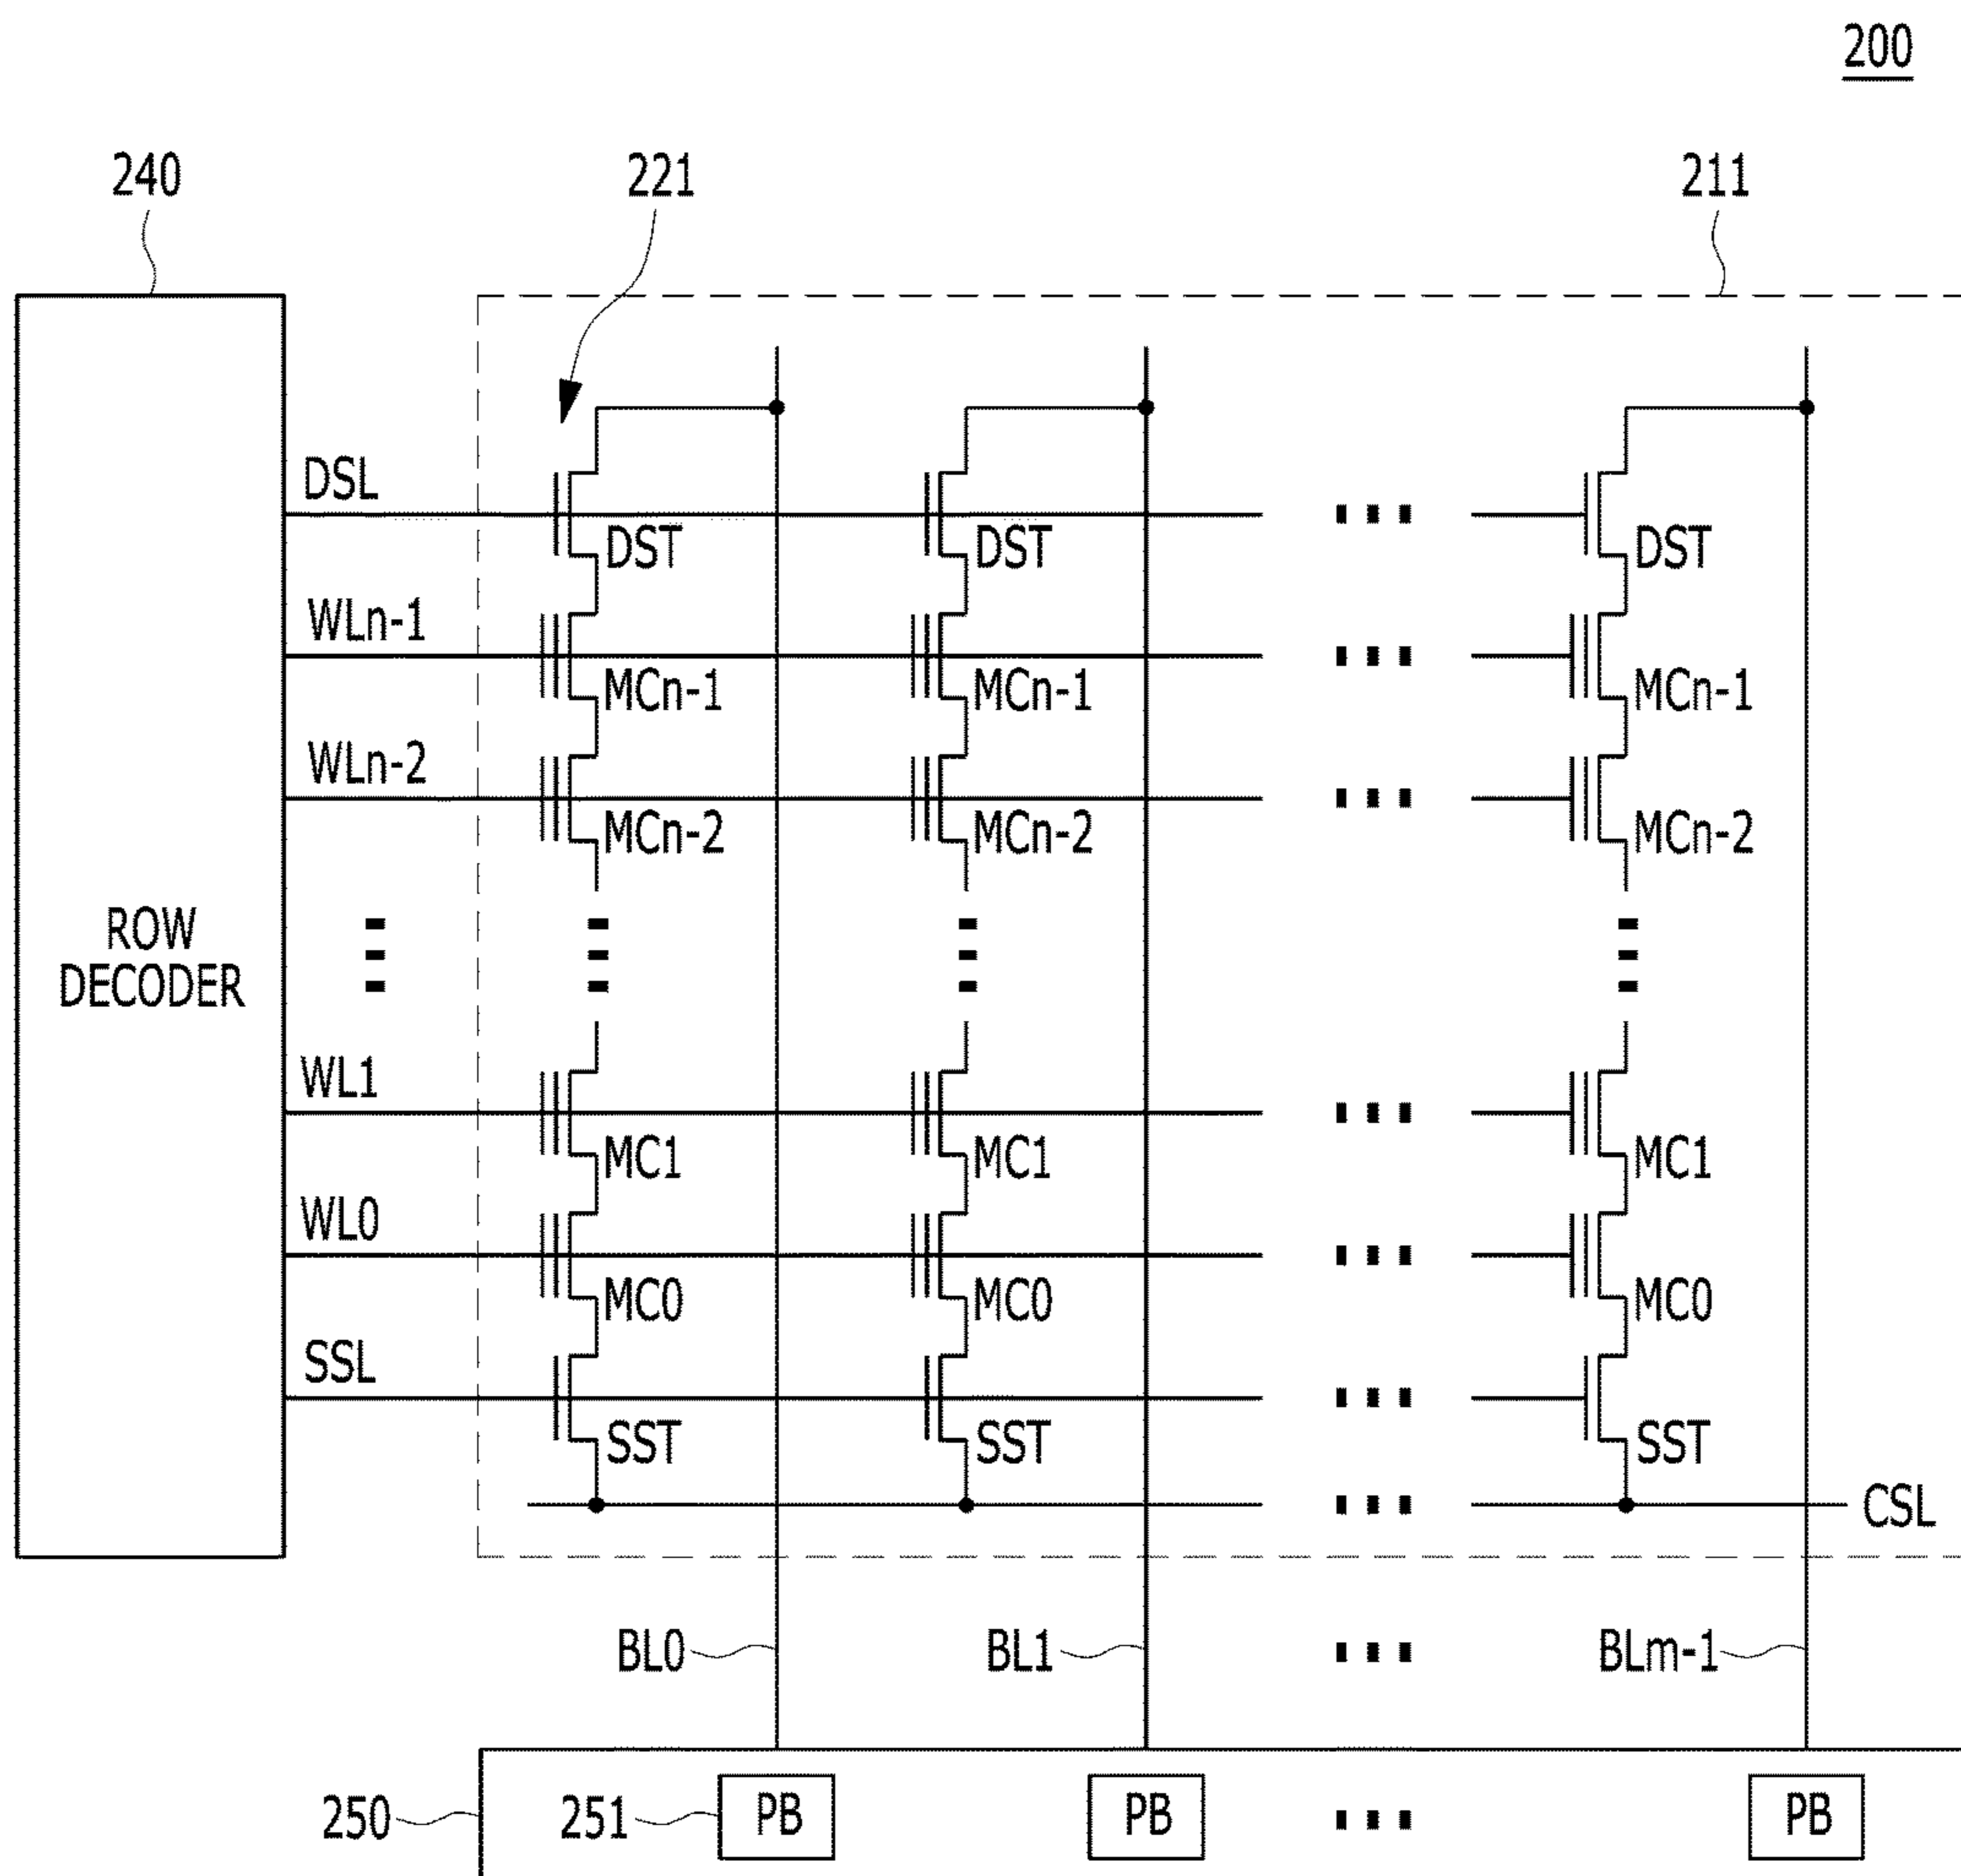 200
240
221
211
DSL
DST DST DST
WLn-1
MCn-1 MCn-1 MCn-1
WLn-2
MCn-2 MCn-2 MCn-2
ROW
DECODER
WL1
MC1 MC1 MC1
WL0
MC0 MC0 MC0
SSL
SST SST SST
CSL
BL0 BL1 BLm-1
250 251 PB PB PB